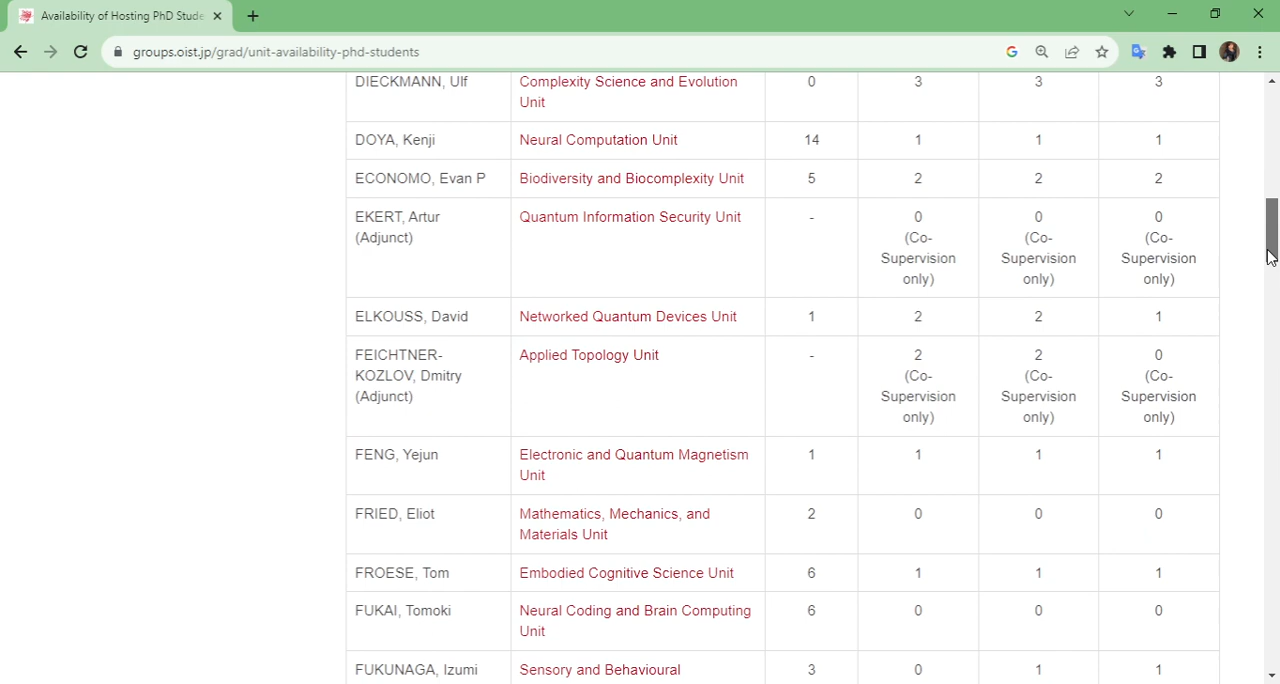 Availability of Hosting PhD Stude
groups.oist.jp/grad/unit-availability-phd-students
DIECKMANN, Ulf Complexity Science and Evolution 0 3 3 3
Unit
DOYA, Kenji Neural Computation Unit 14 1 1 1
ECONOMO, Evan P Biodiversity and Biocomplexity Unit 5 2 2 2
EKERT, Artur Quantum Information Security Unit - 0 0 0
(Adjunct) (Co- (Co- (Co-
Supervision Supervision Supervision
only) only) only)
ELKOUSS, David Networked Quantum Devices Unit 1 2 2 1
FEICHTNER- Applied Topology Unit - 2 2 0
KOZLOV, Dmitry (Co- (Co- (Co-
(Adjunct) Supervision Supervision Supervision
only) only) only)
FENG, Yejun Electronic and Quantum Magnetism 1 1 1 1
Unit
FRIED, Eliot Mathematics, Mechanics, and 2 0 0 0
Materials Unit
FROESE, Tom Embodied Cognitive Science Unit 6 1 1 1
FUKAI, Tomoki Neural Coding and Brain Computing 6 0 0 0
Unit
FUKUNAGA, Izumi Sensory and Behavioural 3 0 1 1